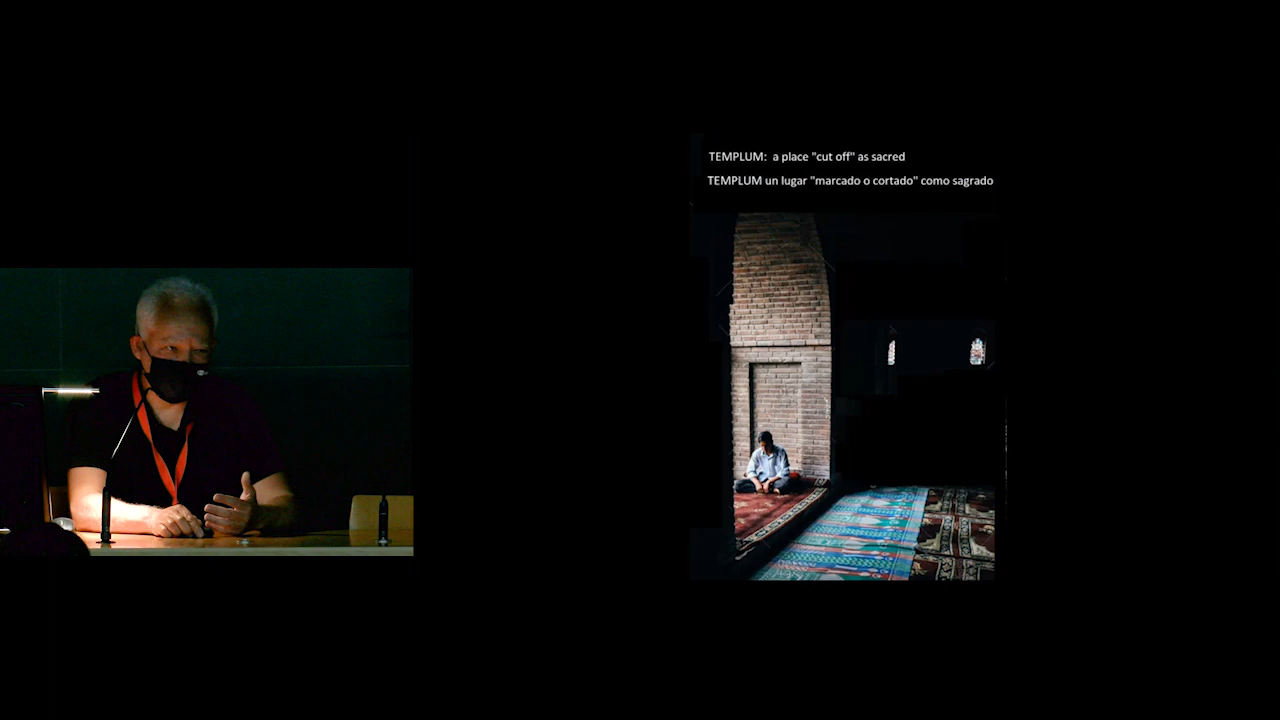 TEMPLUM: a place "cut off" as sacred
TEMPLUM un lugar "marcado o cortado" como sagrado